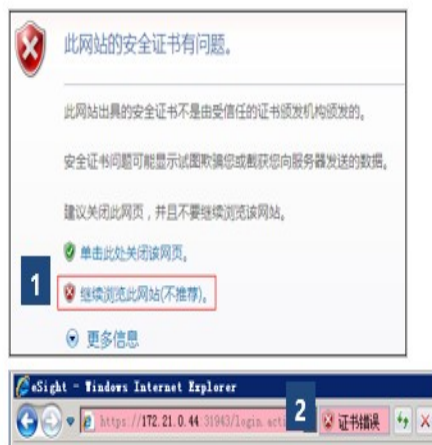 此网站的安全证书有问题。
此网站出具的安全证书不是由受信任的证书颁发机构颁发的。
安全证书问题可能显示试图欺骗您或截获您向服务器发送的数据。
建议关闭此网页，并且不要继续浏览该网站。
单击此处关闭该网页。
1
继续浏览此网站(不推荐)。
更多信息
eSight - Windows Internet Explorer
https://172.21.0.44:31943/login.acti
2
证书错误